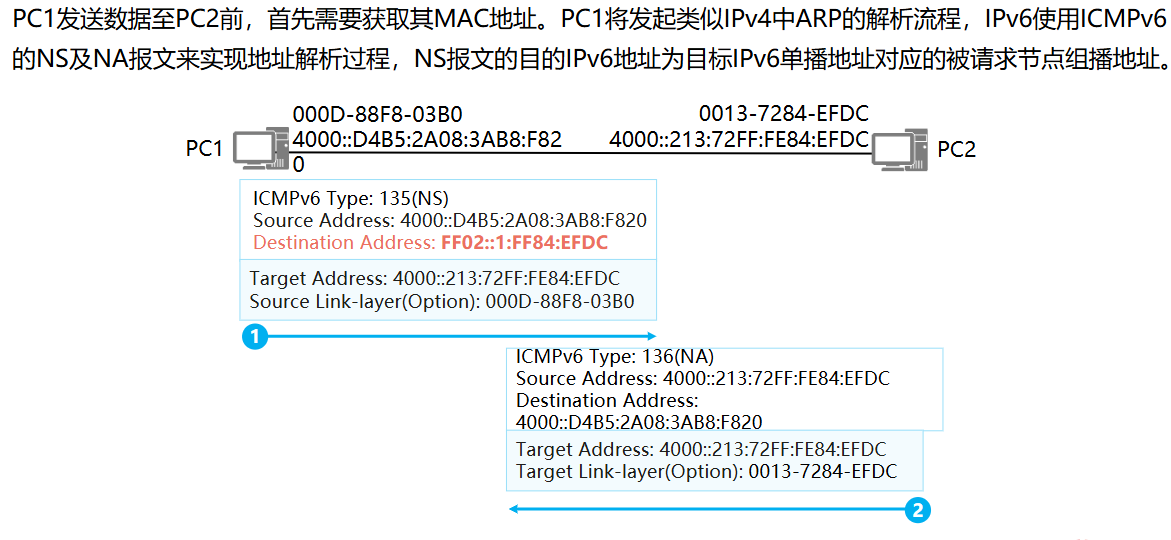 PC1发送数据至PC2前，首先需要获取其MAC地址。PC1将发起类似IPv4中ARP的解析流程，IPv6使用ICMPv6
的NS及NA报文来实现地址解析过程，NS报文的目的IPv6地址为目标IPv6单播地址对应的被请求节点组播地址。
000D-88F8-03B0
4000::D4B5:2A08:3AB8:F82
0
0013-7284-EFDC
4000::213:72FF:FE84:EFDC
PC1
PC2
ICMPv6 Type: 135(NS)
Source Address: 4000::D4B5:2A08:3AB8:F820
Destination Address: FF02::1:FF84:EFDC
Target Address: 4000::213:72FF:FE84:EFDC
Source Link-layer(Option): 000D-88F8-03B0
1
ICMPv6 Type: 136(NA)
Source Address: 4000::213:72FF:FE84:EFDC
Destination Address:
4000::D4B5:2A08:3AB8:F820
Target Address: 4000::213:72FF:FE84:EFDC
Target Link-layer(Option): 0013-7284-EFDC
2